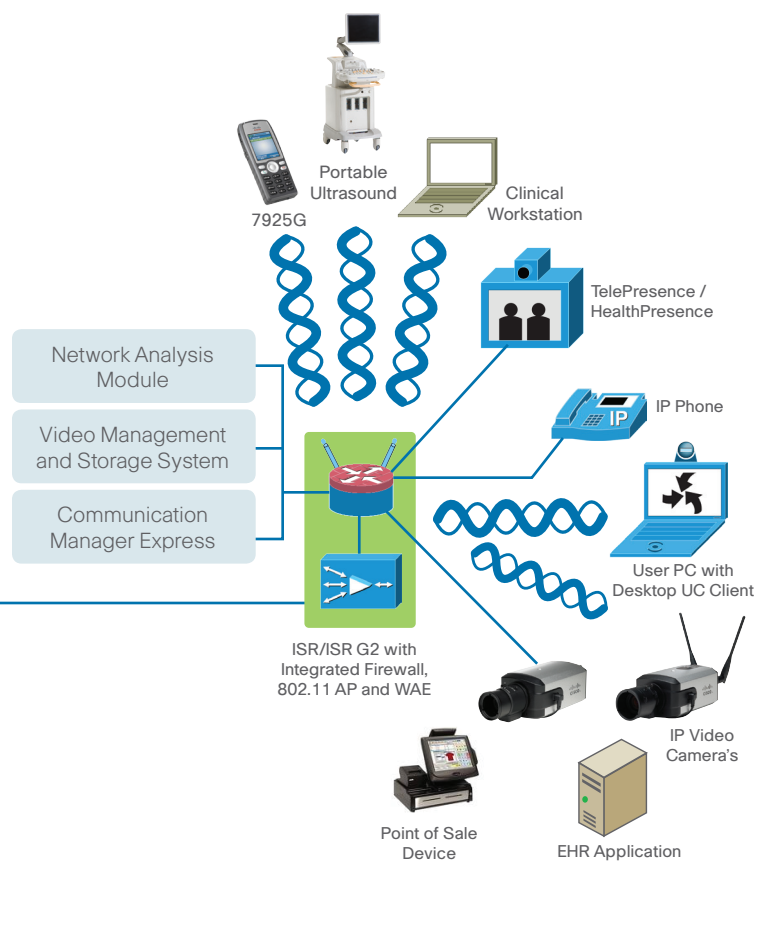 Portable
Ultrasound
7925G
Clinical
Workstation
TelePresence /
HealthPresence
Network Analysis
Module
IP Phone
IP
Video Management
and Storage System
Communication
Manager Express
User PC with
Desktop UC Client
ISR/ISR G2 with
Integrated Firewall,
802.11 AP and WAE
IP Video
Camera's
Point of Sale
Device
EHR Application